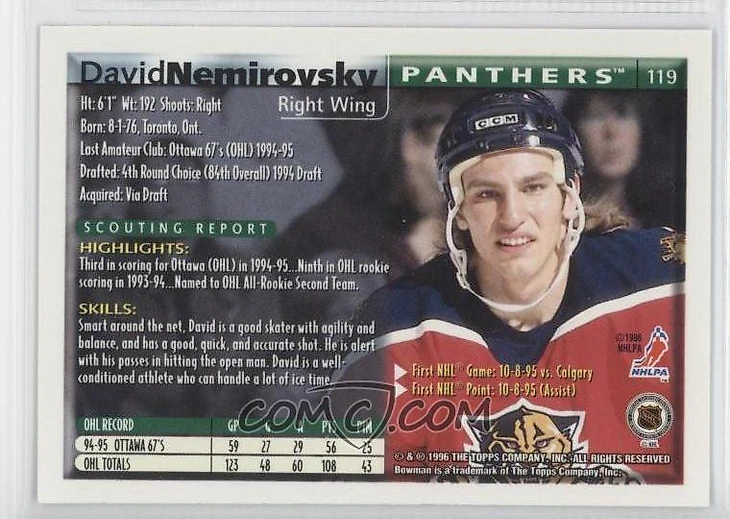 David Nemirovsky PANTHERS™ 119
Right Wing
Ht: 6'1" Wt: 192 Shoots: Right
Born: 8-1-76, Toronto, Ont.
Last Amateur Club: Ottawa 67's (OHL) 1994-95
Drafted: 4th Round Choice (84th Overall) 1994 Draft
Acquired: Via Draft
SCOUTING REPORT
HIGHLIGHTS:
Third in scoring for Ottawa (OHL) in 1994-95...Ninth in OHL rookie
scoring in 1993-94...Named to OHL All-Rookie Second Team.
SKILLS:
Smart around the net, David is a good skater with agility and
balance, and has a good, quick, and accurate shot. He is alert
with his passes in hitting the open man. David is a well-
conditioned athlete who can handle a lot of ice time.
OHL RECORD GP G A PTS PIM
94-95 OTTAWA 67'S 59 27 29 56 25
OHL TOTALS 123 48 60 108 43
CCM
©1996
NHLPA
NHLPA
First NHL® Game: 10-8-95 vs. Calgary
First NHL® Point: 10-8-95 (Assist)
COMC.COM
© & ® 1996 THE TOPPS COMPANY, INC. ALL RIGHTS RESERVED
Bowman is a trademark of The Topps Company, Inc.